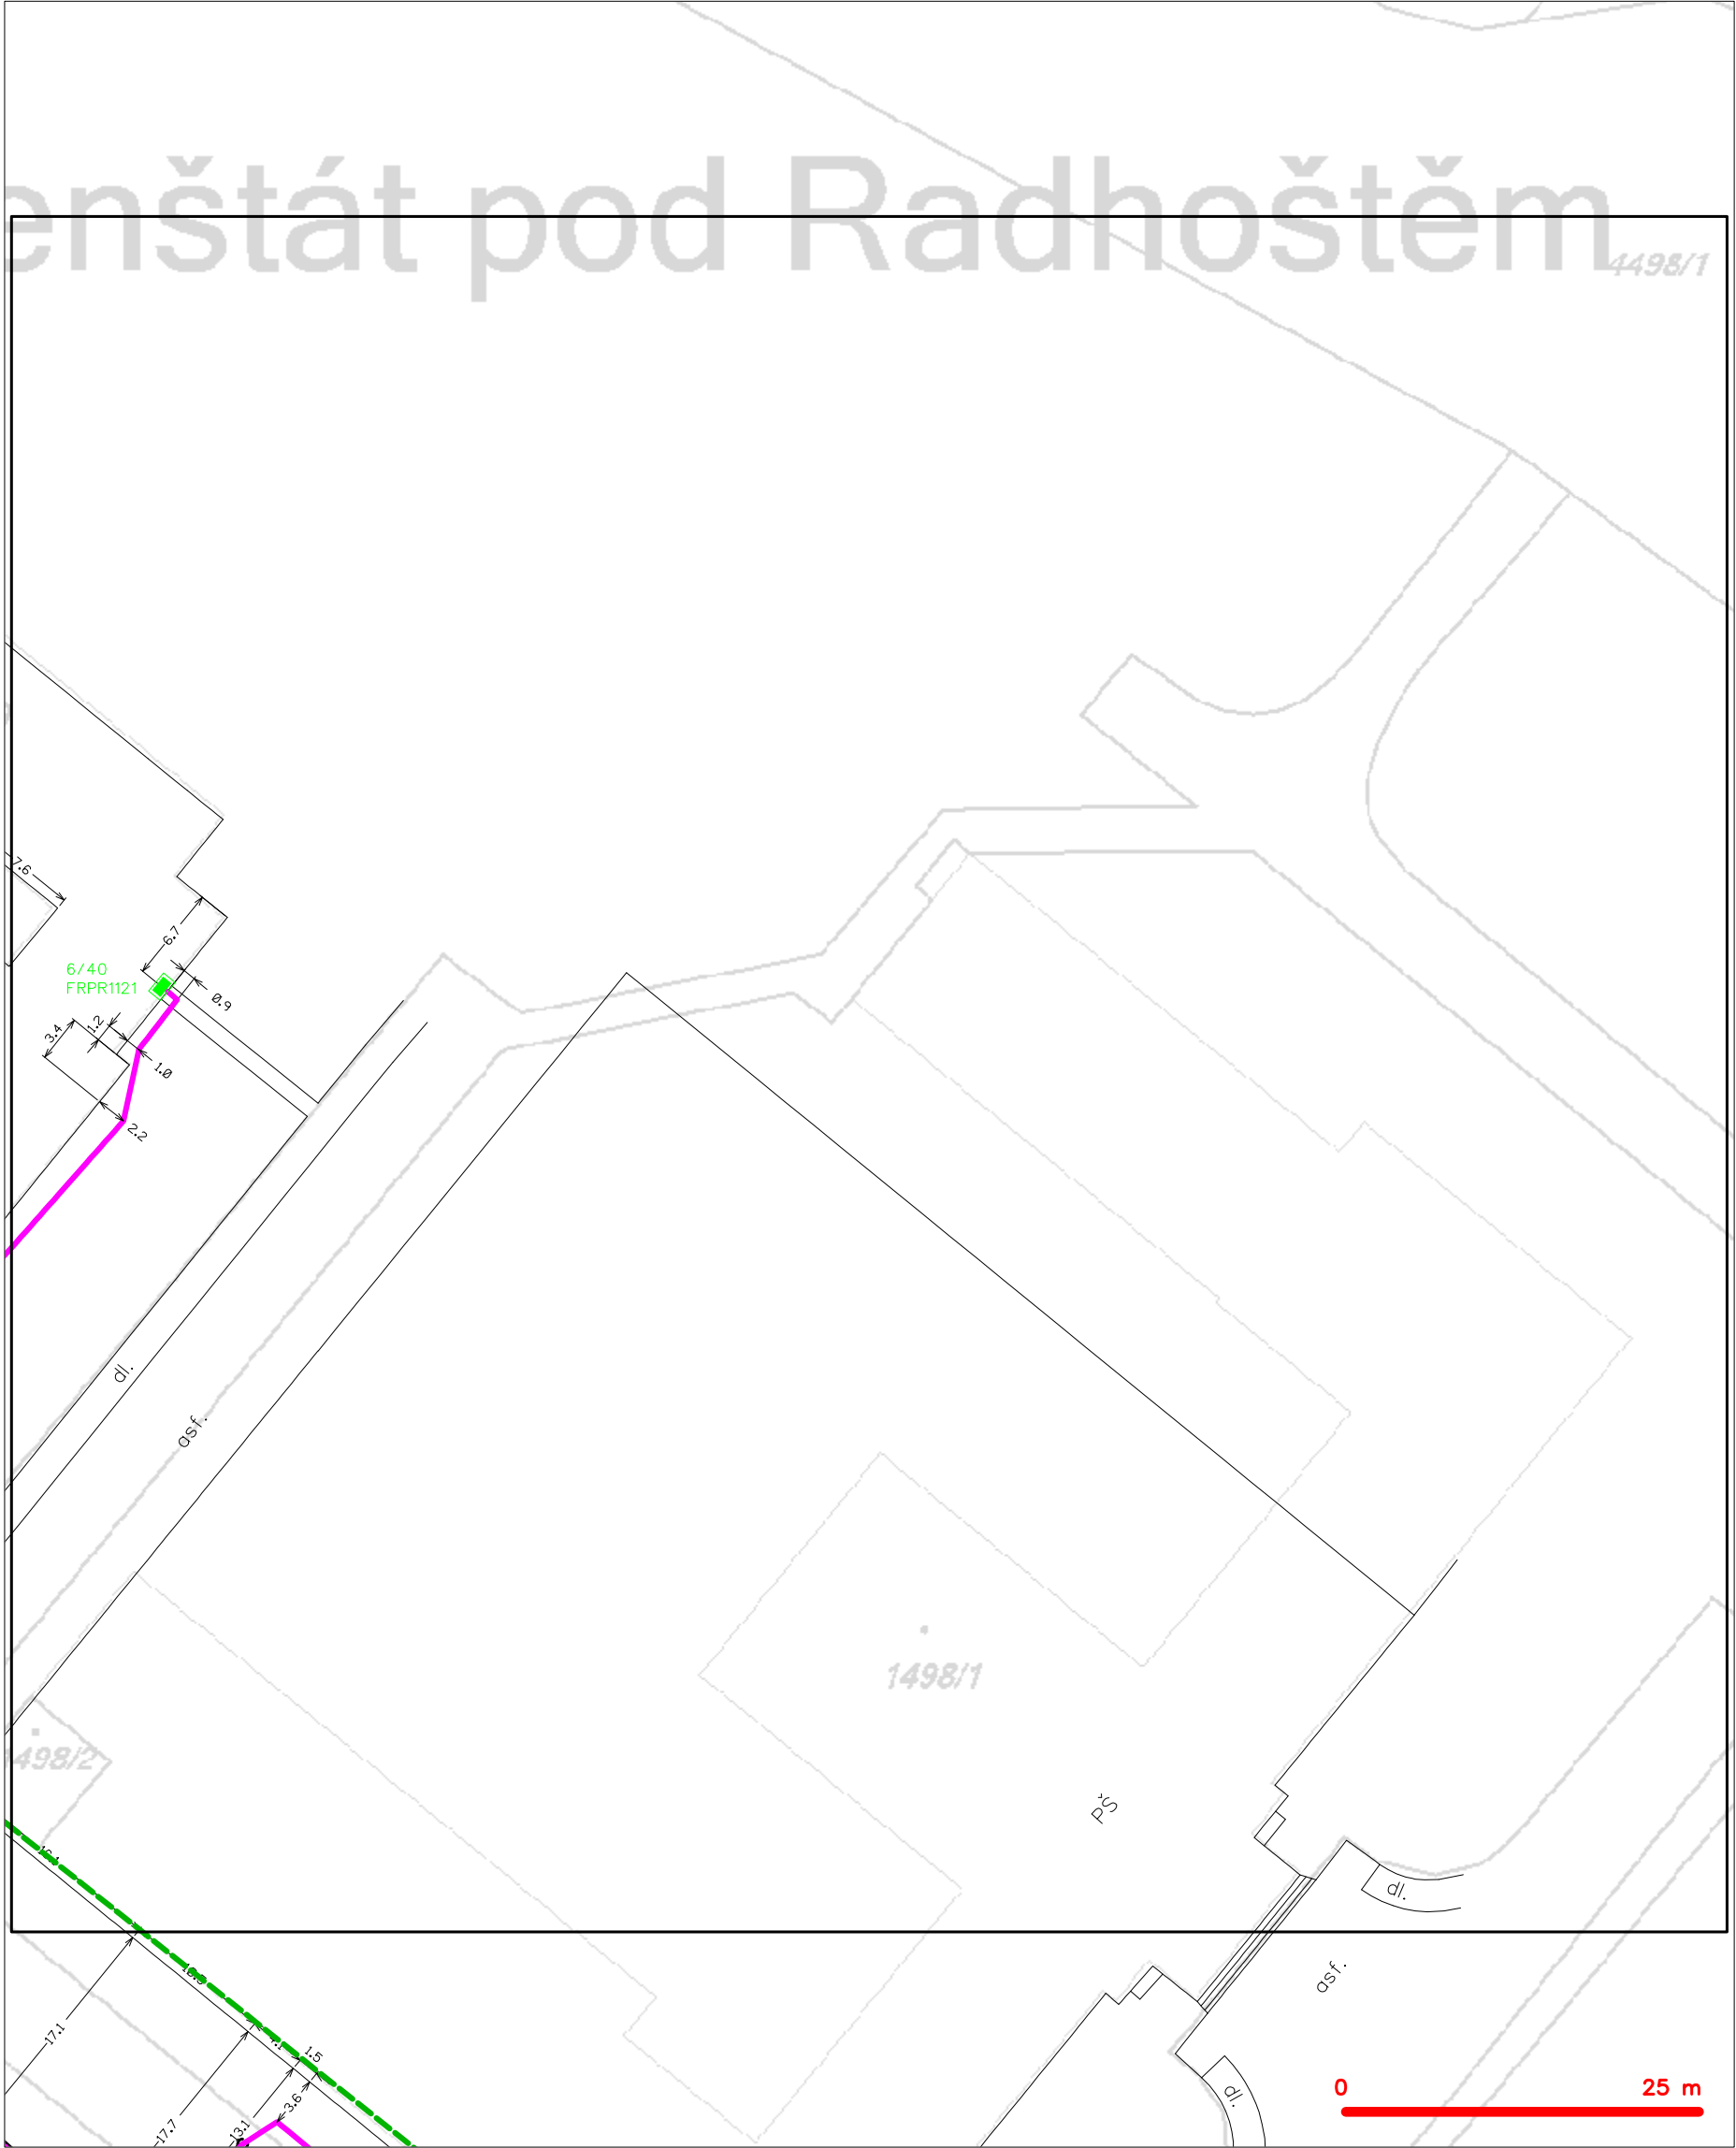 enštát pod Radhoštěm
4498/1
7.6
6.7
6/40
FRPR1121
0.9
1.2
3.4
1.0
2.2
dl.
asf.
1498/1
498/2
PŠ
dl.
asf.
17.1
1.5
3.6
13.1
17.7
dl.
0 25 m